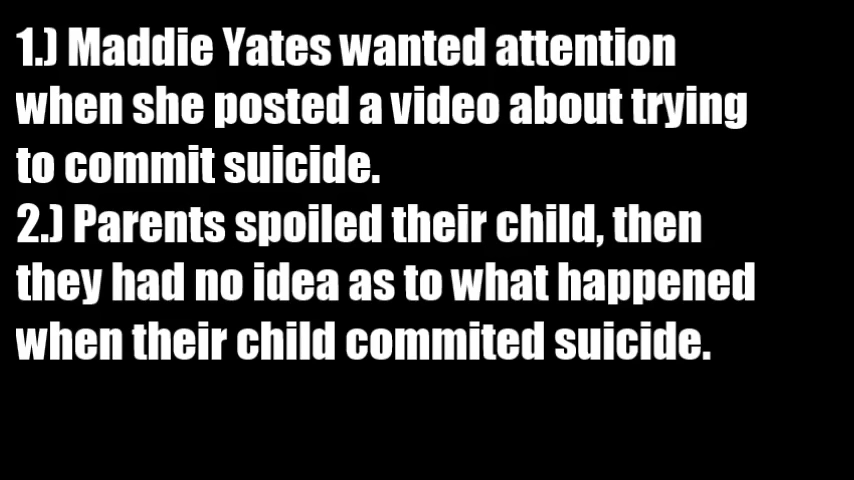 1.) Maddie Yates wanted attention
when she posted a video about trying
to commit suicide.
2.) Parents spoiled their child, then
they had no idea as to what happened
when their child commited suicide.